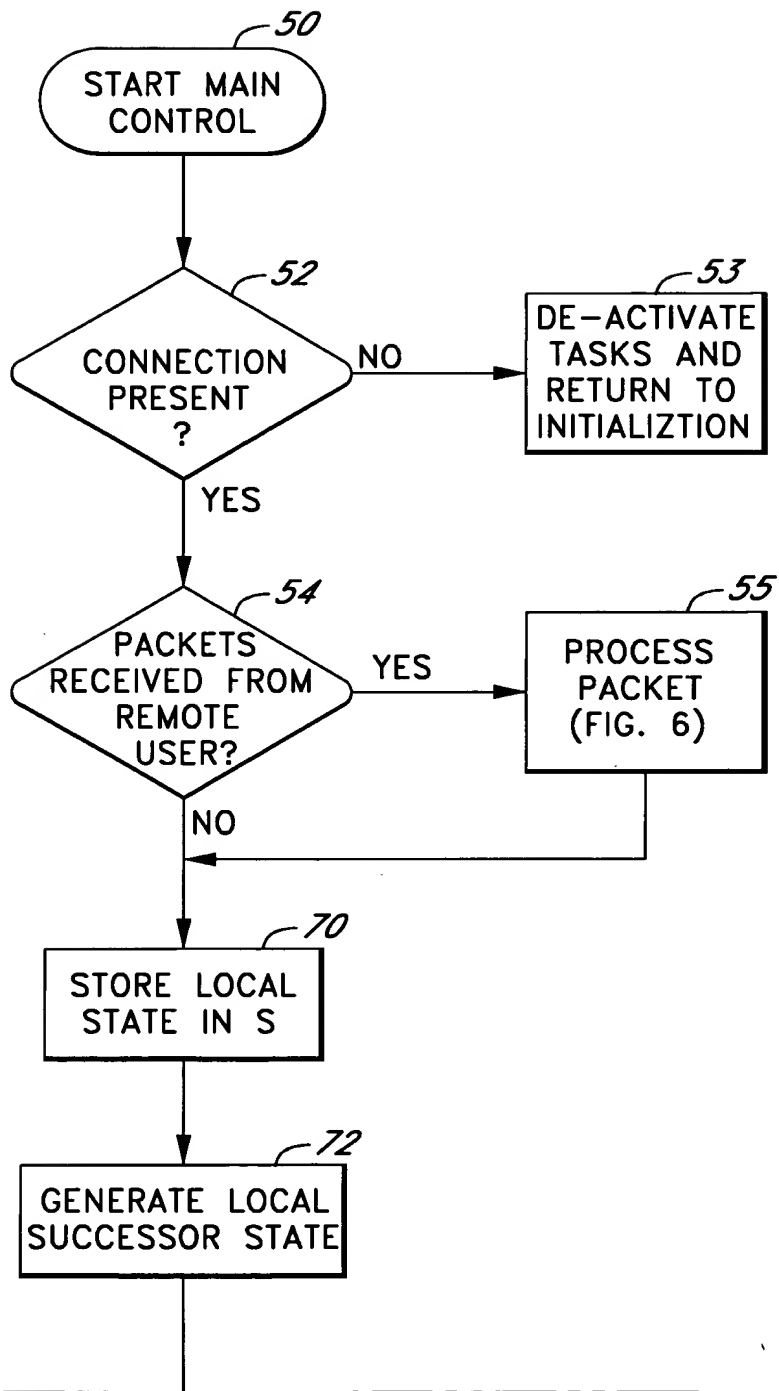 50
START MAIN
CONTROL
52
CONNECTION
PRESENT
?
NO
53
DE-ACTIVATE
TASKS AND
RETURN TO
INITIALIZTION
YES
54
PACKETS
RECEIVED FROM
REMOTE
USER?
YES
55
PROCESS
PACKET
(FIG. 6)
NO
70
STORE LOCAL
STATE IN S
72
GENERATE LOCAL
SUCCESSOR STATE